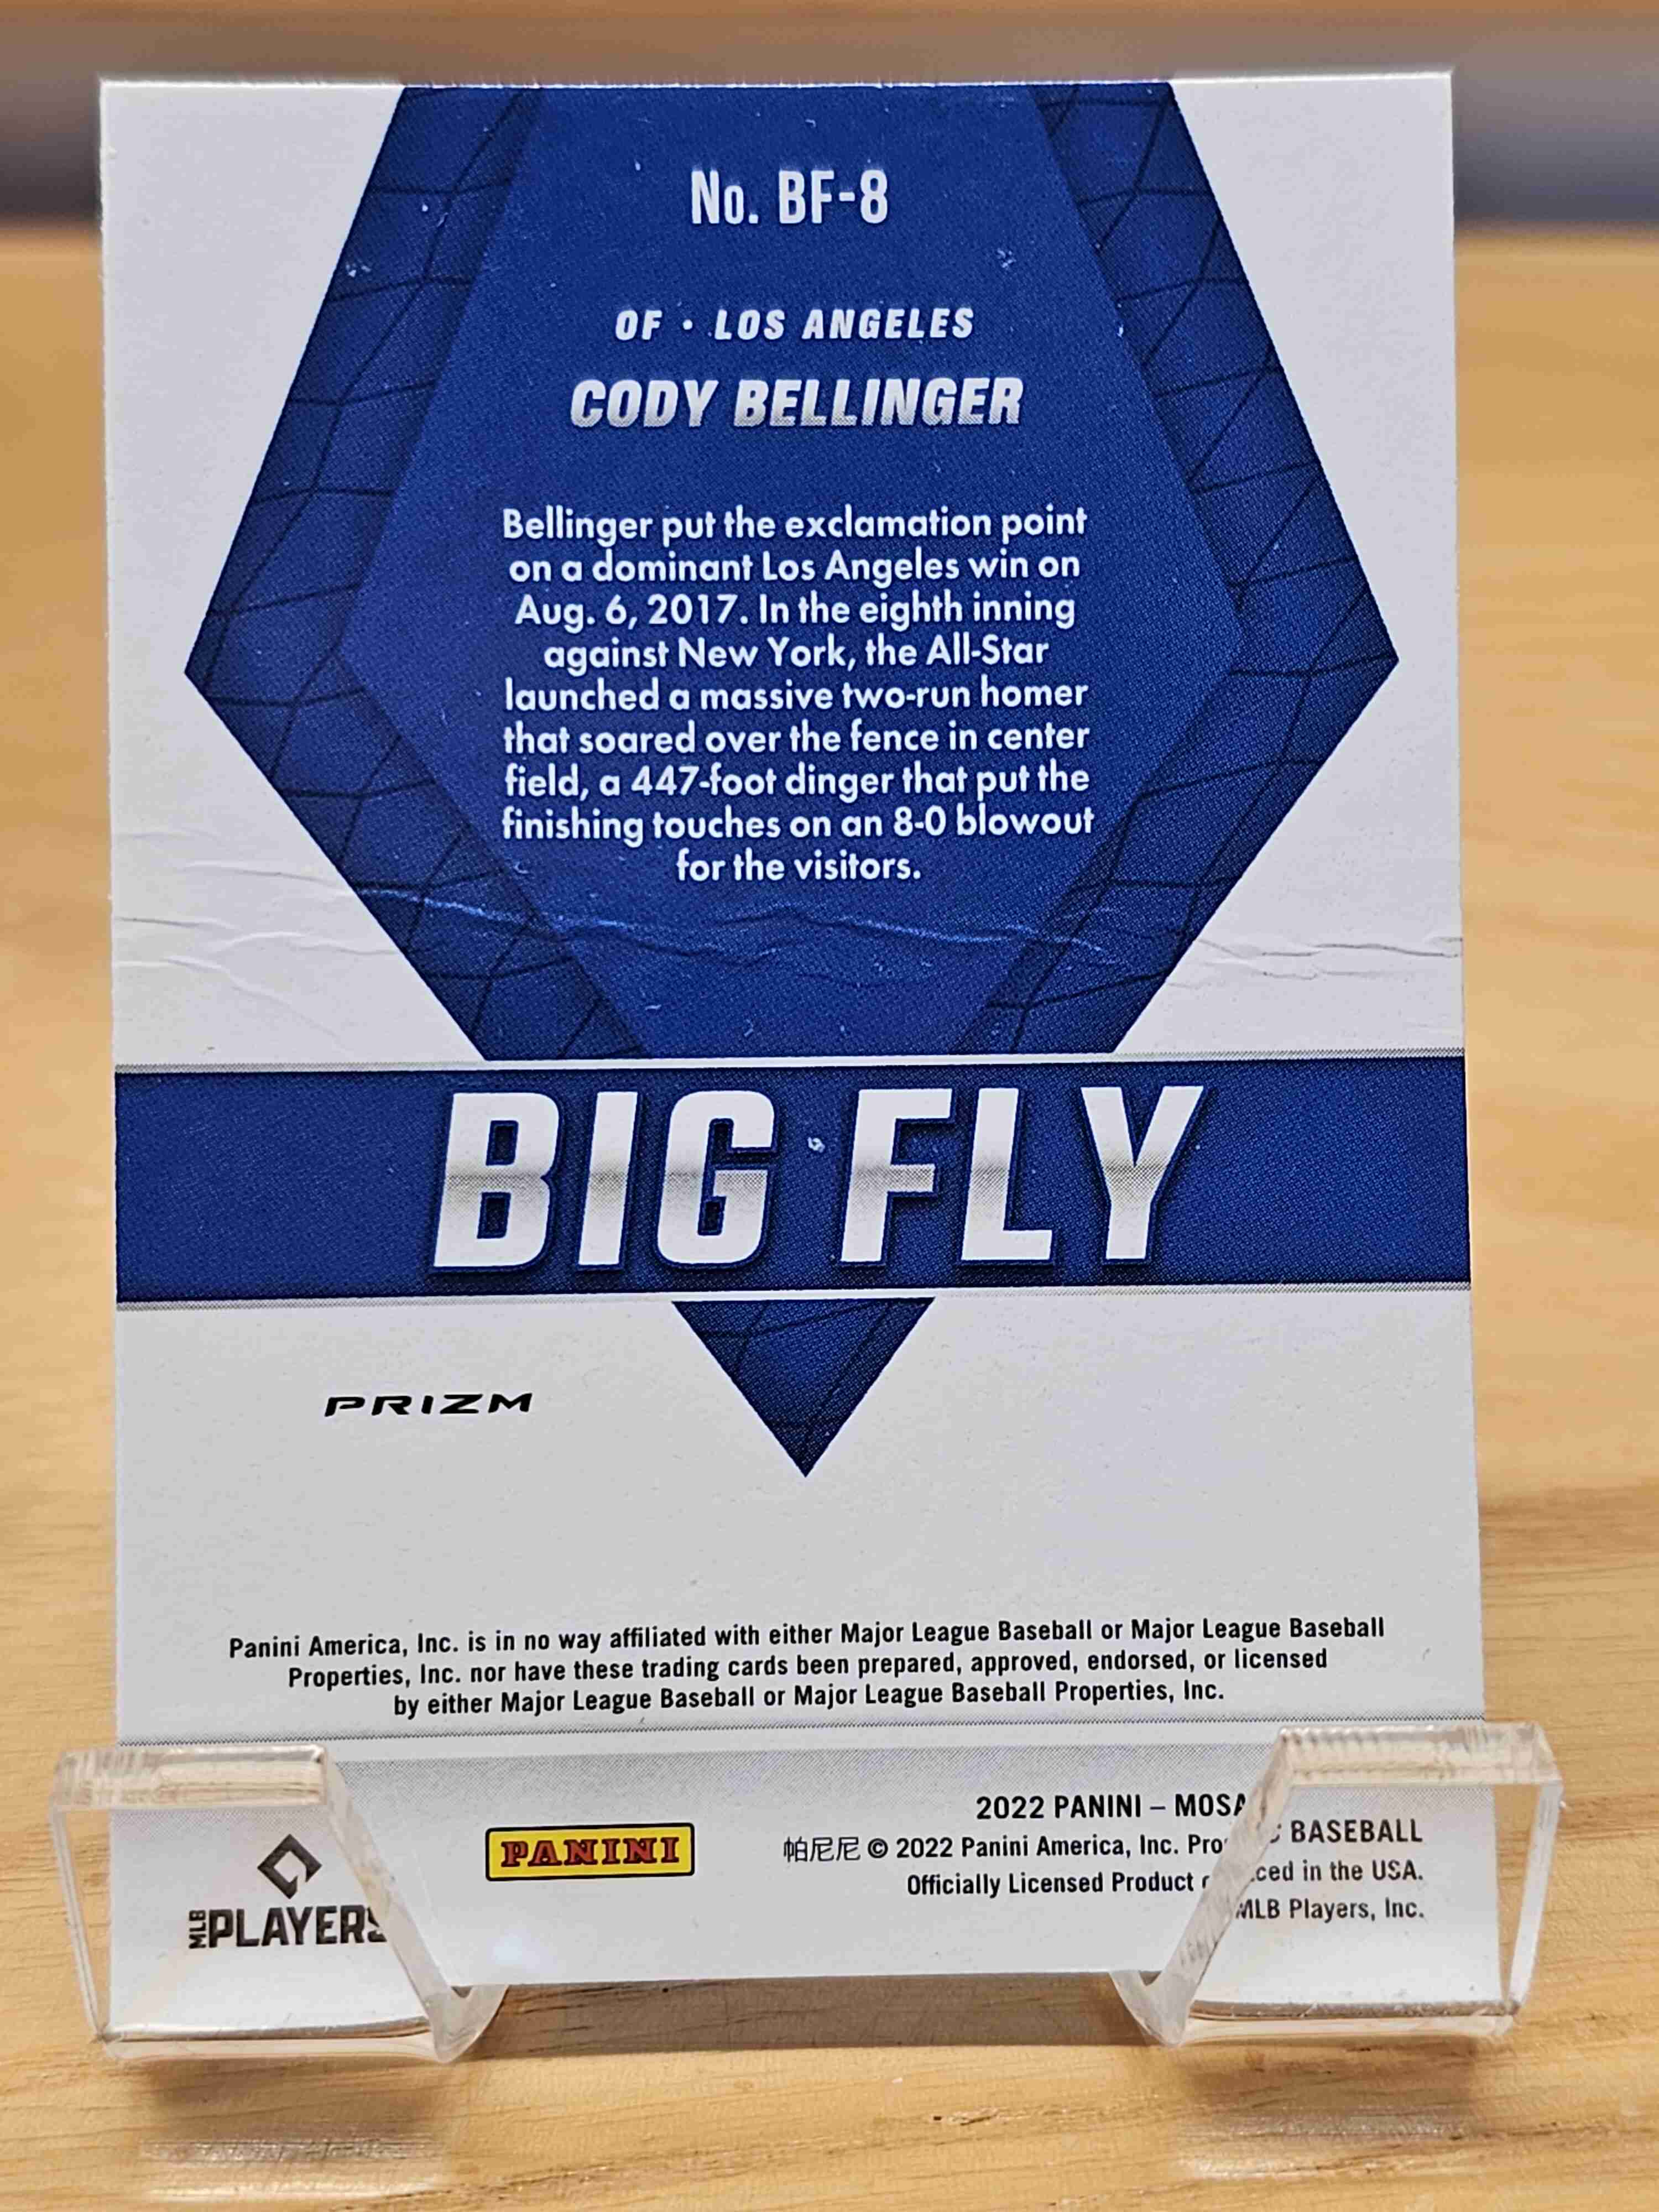 No. BF-8
OF • LOS ANGELES
CODY BELLINGER
Bellinger put the exclamation point
on a dominant Los Angeles win on
Aug. 6, 2017. In the eighth inning
against New York, the All-Star
launched a massive two-run homer
that soared over the fence in center
field, a 447-foot dinger that put the
finishing touches on an 8-0 blowout
for the visitors.
BIG FLY
PRIZM
Panini America, Inc. is in no way affiliated with either Major League Baseball or Major League Baseball
Properties, Inc. nor have these trading cards been prepared, approved, endorsed, or licensed
by either Major League Baseball or Major League Baseball Properties, Inc.
MLB PLAYERS
PANINI
2022 PANINI – BASEBALL
帕尼尼 © 2022 Panini America, Inc. in the USA.
Officially Licensed Product MLB Players, Inc.